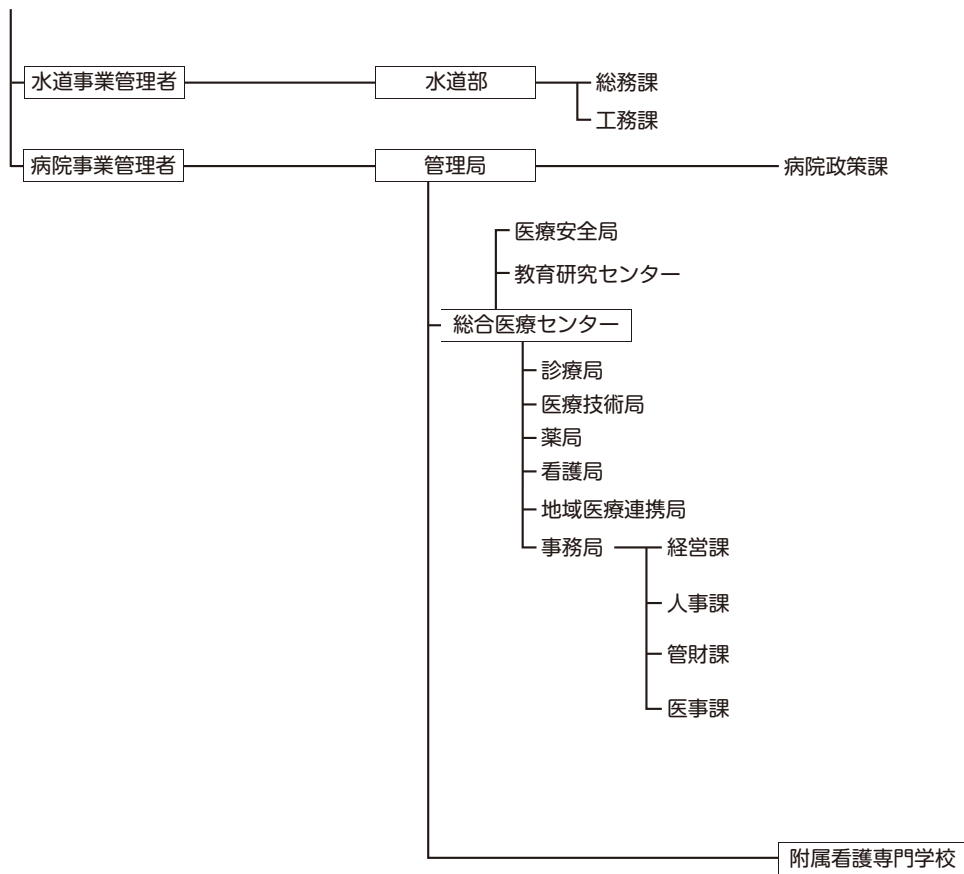 水道事業管理者
水道部
総務課
工務課
病院事業管理者
管理局
病院政策課
医療安全局
教育研究センター
総合医療センター
診療局
医療技術局
薬局
看護局
地域医療連携局
事務局
経営課
人事課
管財課
医事課
附属看護専門学校